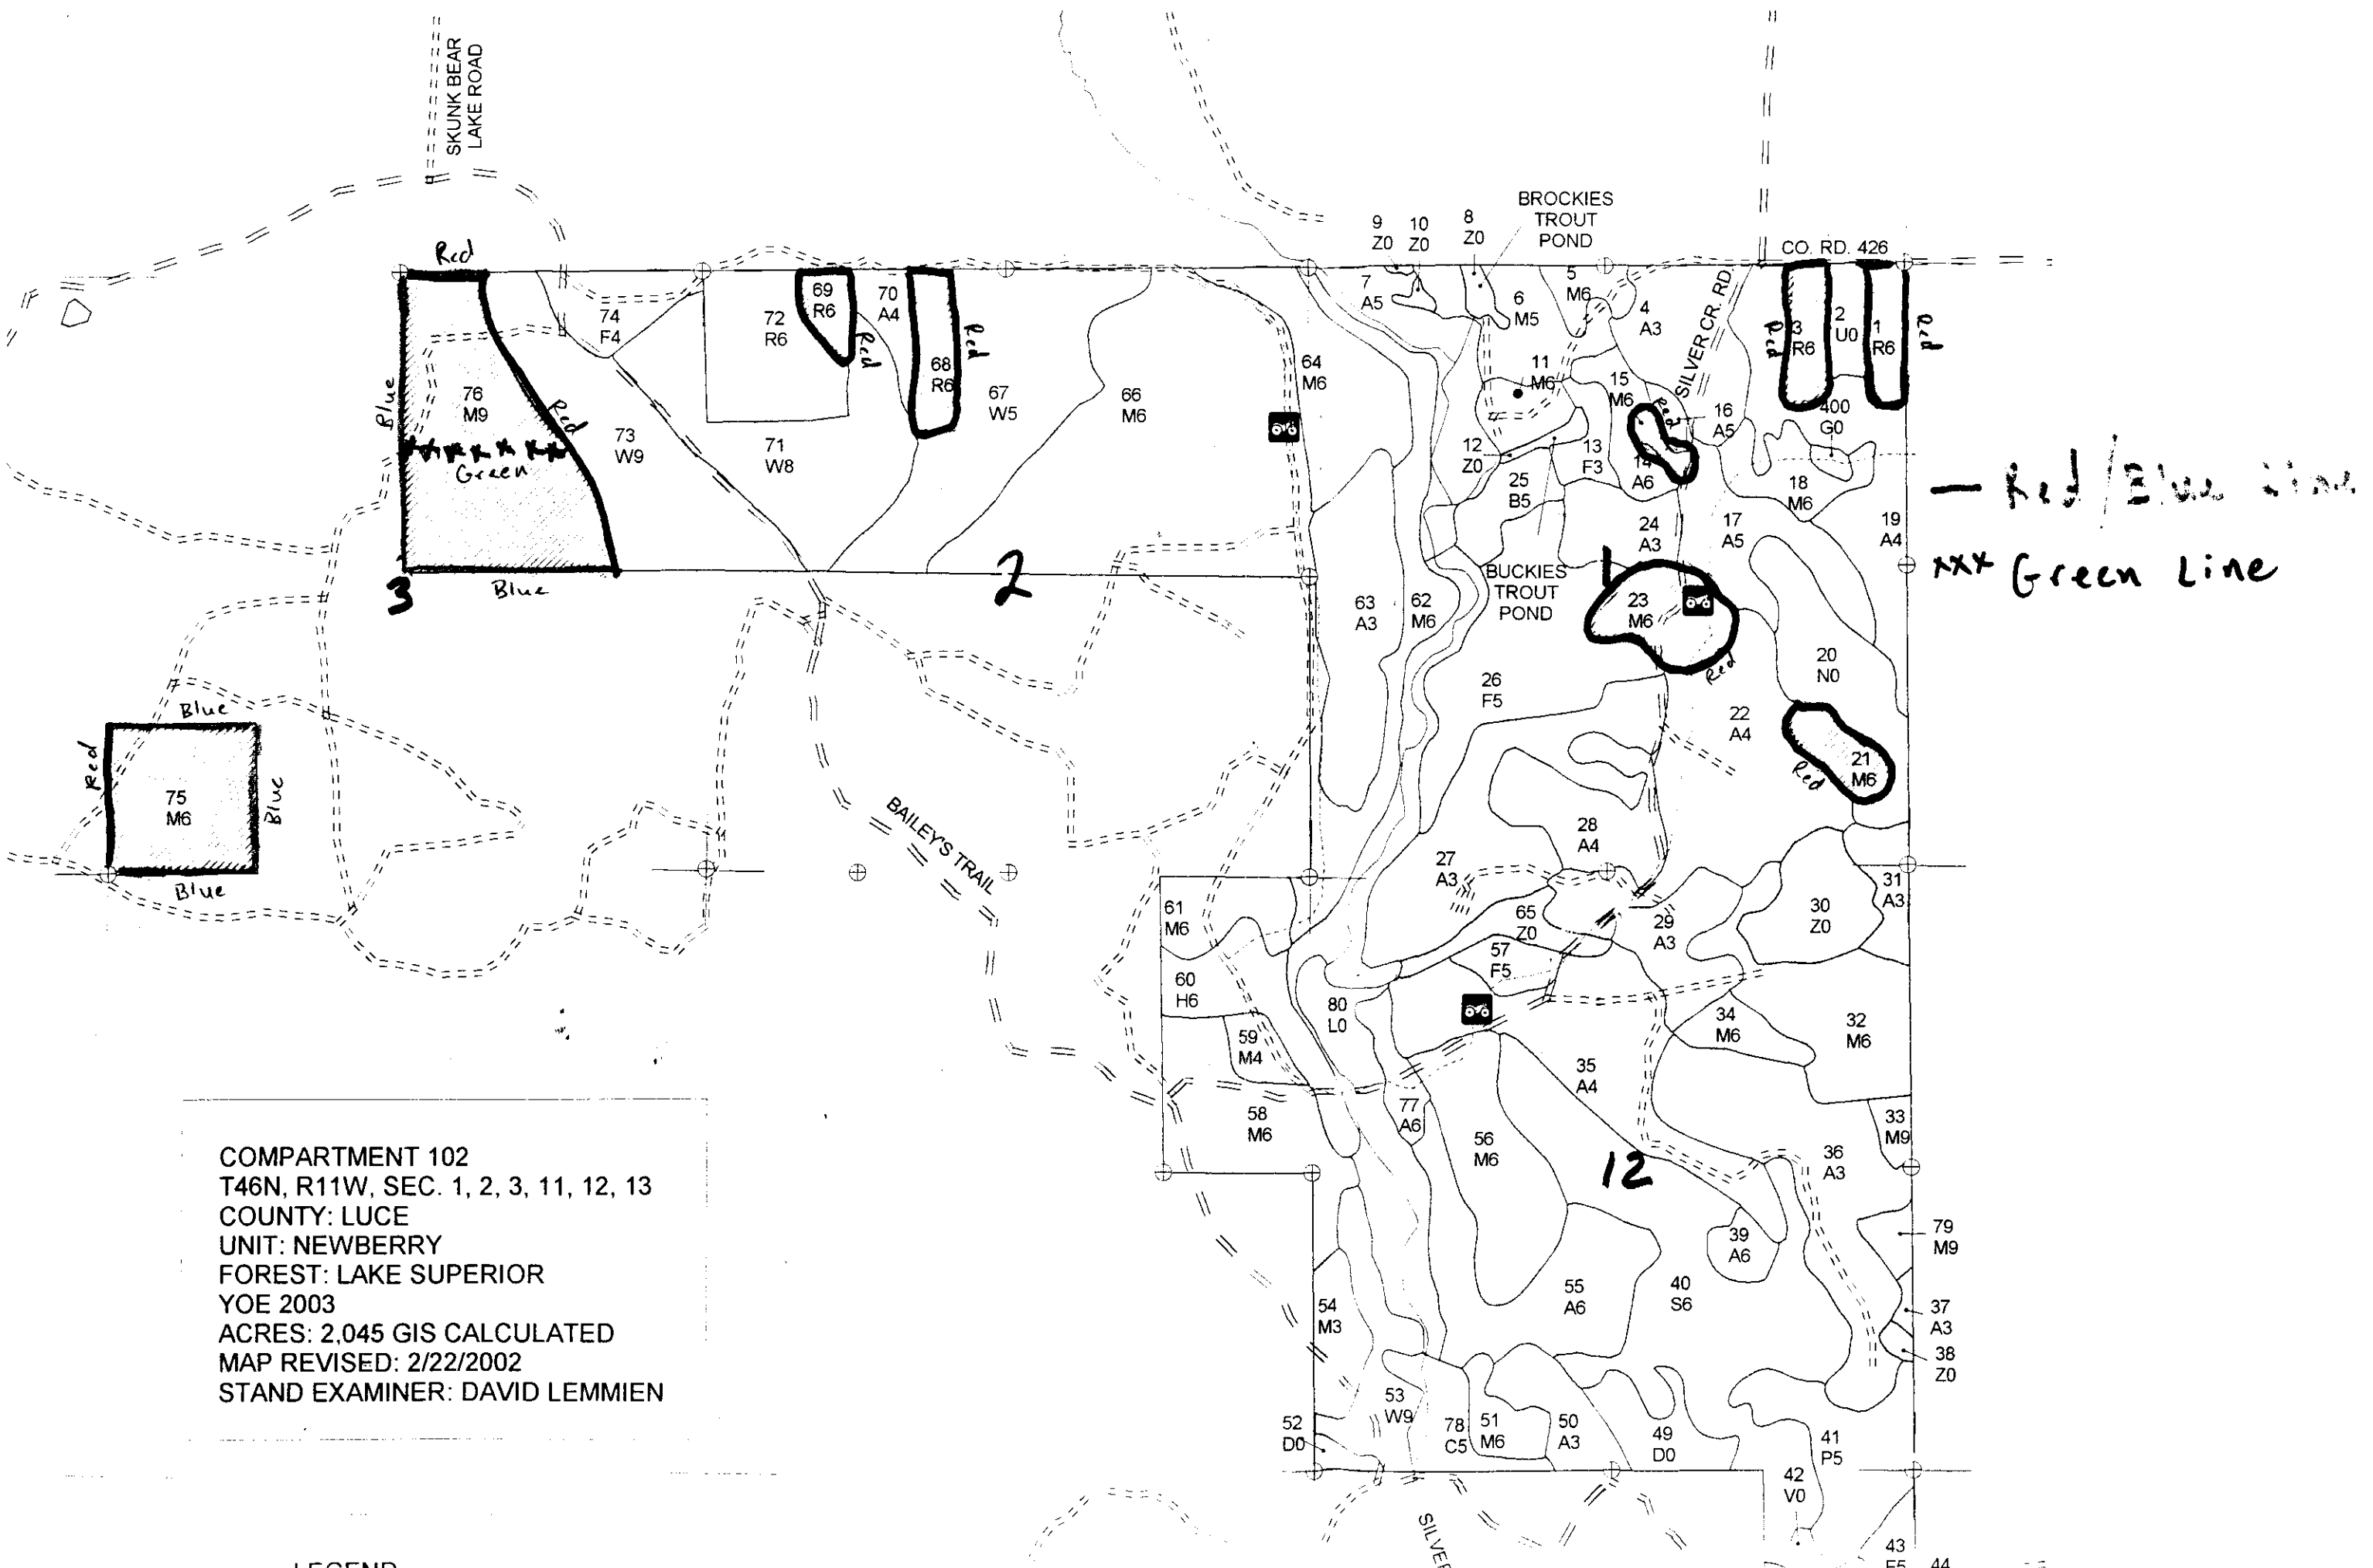 SKUNK BEAR
LAKE ROAD
BROCKIES
TROUT
POND
9
Z0
10
Z0
8
Z0
CO. RD. 426
Red
74
F4
72
R6
69
R6
70
A4
Red
68
R6
Red
67
W5
66
M6
64
M6
7
A5
6
M5
5
M6
4
A3
SILVER CR. RD.
Red
3
R6
2
U0
1
R6
Red
Blue
76
M9
Red
Green
73
W9
71
W8
11
M6
15
M6
Red
16
A5
400
G0
12
Z0
13
F3
14
A6
25
B5
18
M6
19
A4
— Red/Blue Line
xxx Green Line
24
A3
17
A5
3
Blue
2
1
BUCKIES
TROUT
POND
63
A3
62
M6
23
M6
Red
20
N0
26
F5
22
A4
21
M6
Red
Blue
Red
75
M6
Blue
Blue
BAILEY'S TRAIL
28
A4
27
A3
31
A3
30
Z0
61
M6
65
Z0
29
A3
57
F5
60
H6
80
L0
59
M4
34
M6
32
M6
35
A4
58
M6
77
A6
56
M6
33
M9
36
A3
12
39
A6
79
M9
55
A6
40
S6
54
M3
37
A3
38
Z0
53
W9
52
D0
78
C5
51
M6
50
A3
49
D0
41
P5
42
V0
43
F5
44
COMPARTMENT 102
T46N, R11W, SEC. 1, 2, 3, 11, 12, 13
COUNTY: LUCE
UNIT: NEWBERRY
FOREST: LAKE SUPERIOR
YOE 2003
ACRES: 2,045 GIS CALCULATED
MAP REVISED: 2/22/2002
STAND EXAMINER: DAVID LEMMIEN
SILVER
LEGEND